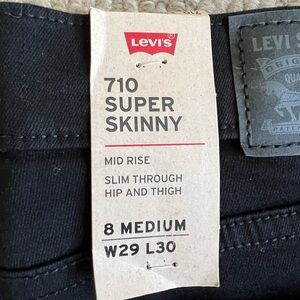 LEVI'S®
710
SUPER
SKINNY
MID RISE
SLIM THROUGH
HIP AND THIGH
8 MEDIUM
W29 L30
LEVI S